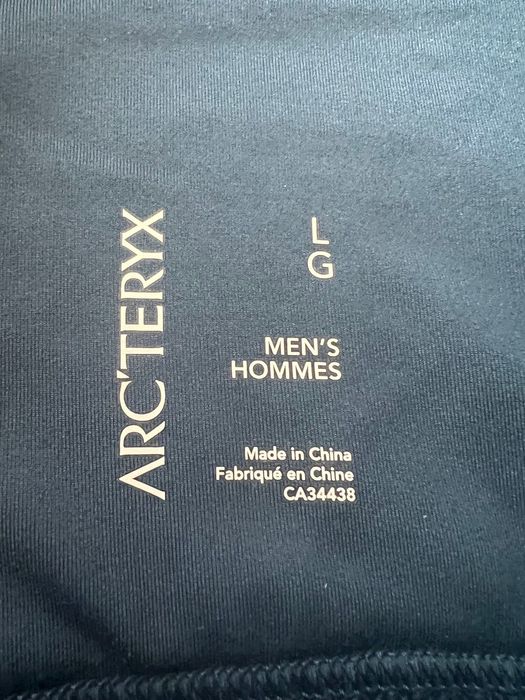 ARC'TERYX
L
G
MEN'S
HOMMES
Made in China
Fabriqué en Chine
CA34438